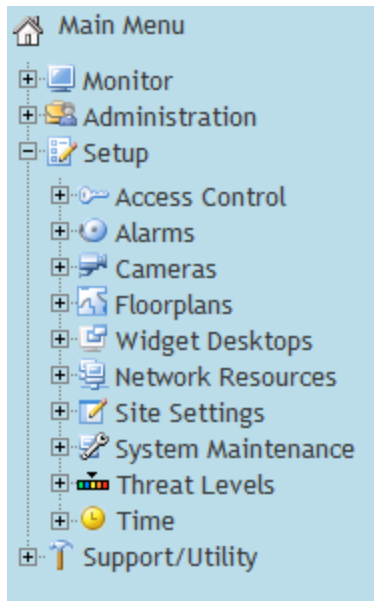 Main Menu
Monitor
Administration
Setup
Access Control
Alarms
Cameras
Floorplans
Widget Desktops
Network Resources
Site Settings
System Maintenance
Threat Levels
Time
Support/Utility